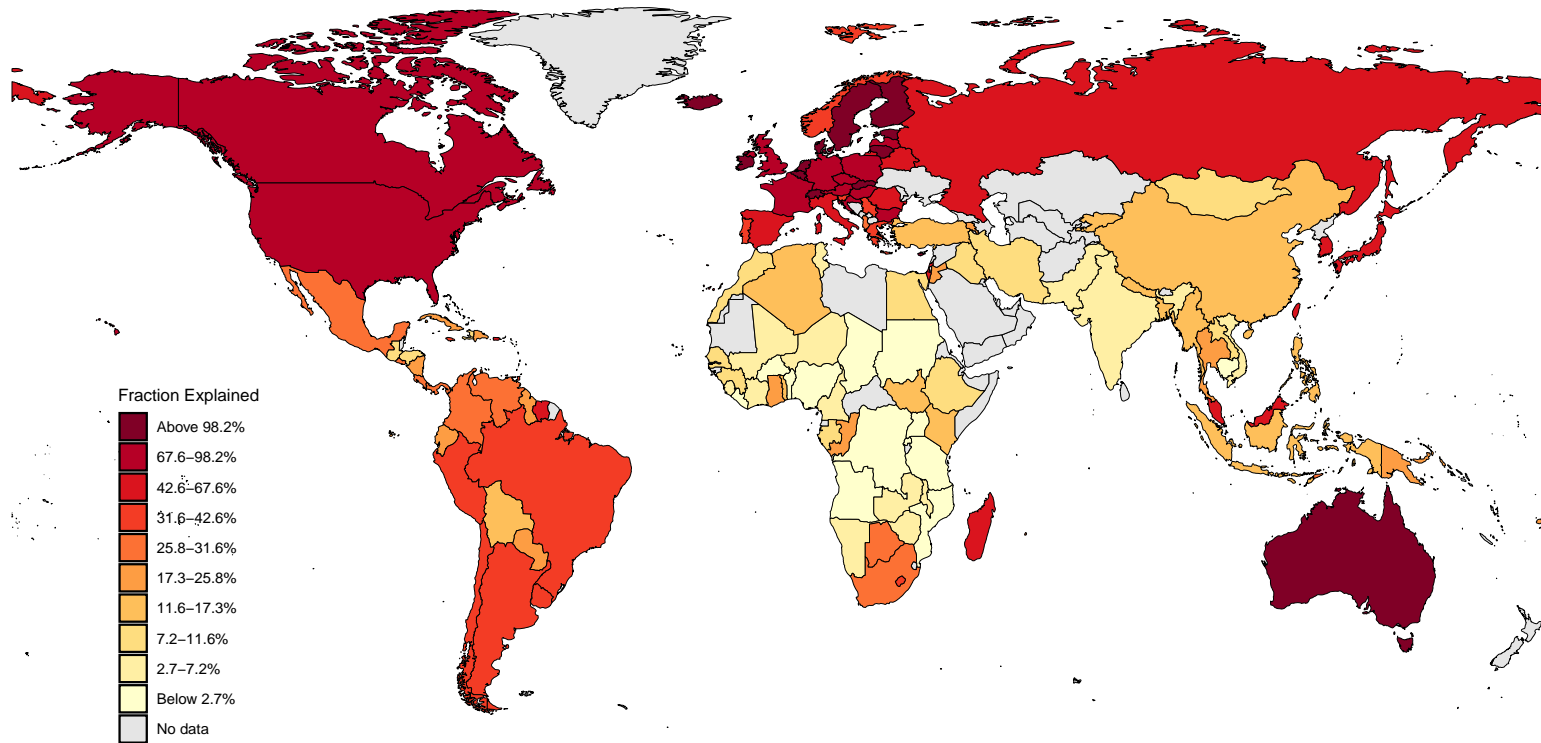 Fraction Explained
Above 98.2%
67.6−98.2%
42.6−67.6%
31.6−42.6%
25.8−31.6%
17.3−25.8%
11.6−17.3%
7.2−11.6%
2.7−7.2%
Below 2.7%
No data